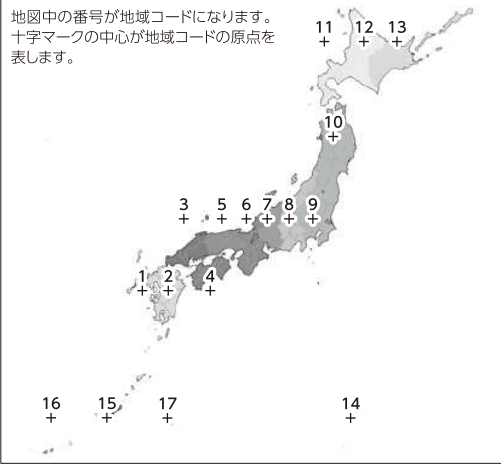 地図中の番号が地域コードになります。
十字マークの中心が地域コードの原点を
表します。
11 12 13
10
3 5 6 7 8 9
1 2 4
16 15 17 14